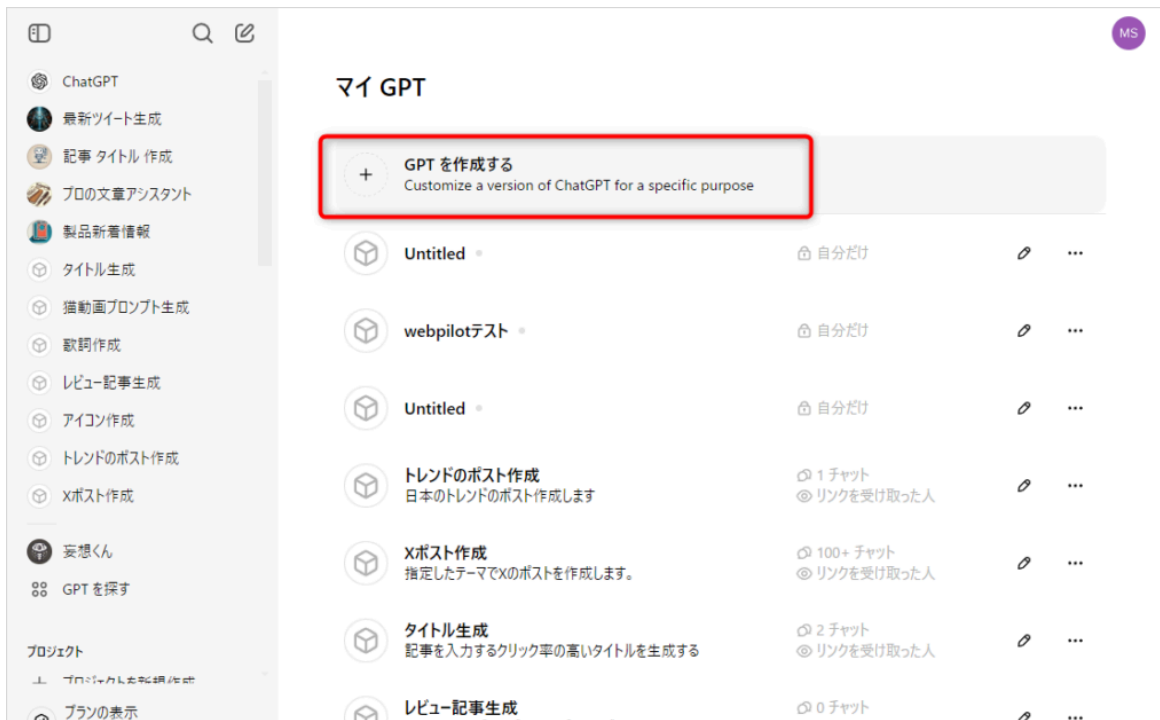 MS
ChatGPT
最新ツイート生成
記事 タイトル 作成
プロの文章アシスタント
製品新着情報
タイトル生成
猫動画プロンプト生成
歌詞作成
レビュー記事生成
アイコン作成
トレンドのポスト作成
Xポスト作成
妄想くん
GPT を探す
プロジェクト
プロジェクトを新規作成
プランの表示
マイ GPT
GPT を作成する
Customize a version of ChatGPT for a specific purpose
Untitled
自分だけ
webpilotテスト
自分だけ
Untitled
自分だけ
トレンドのポスト作成
日本のトレンドのポスト作成します
1 チャット
リンクを受け取った人
Xポスト作成
指定したテーマでXのポストを作成します。
100+ チャット
リンクを受け取った人
タイトル生成
記事を入力するクリック率の高いタイトルを生成する
2 チャット
リンクを受け取った人
レビュー記事生成
0 チャット